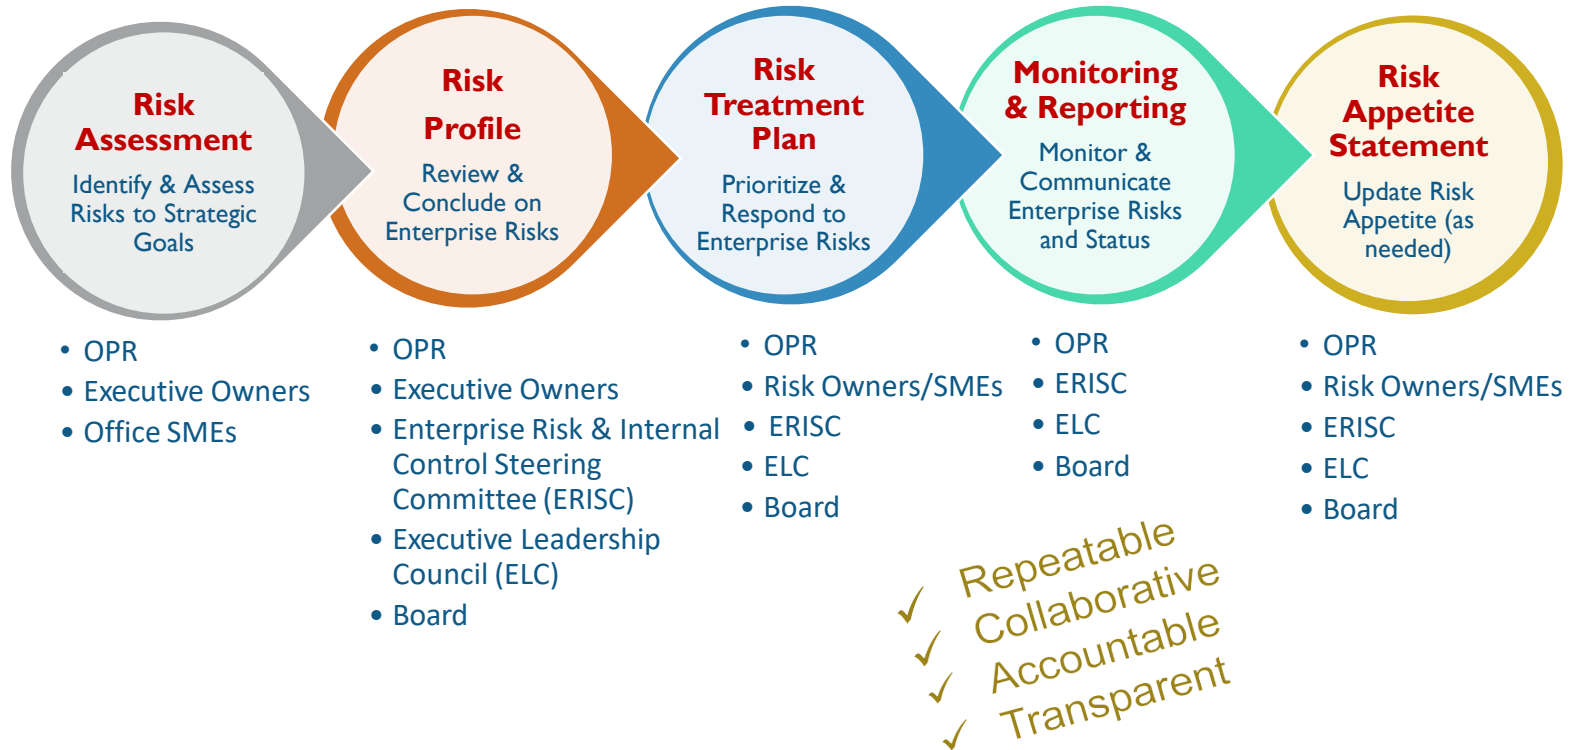 Risk
Assessment
Identify & Assess
Risks to Strategic
Goals
Risk
Profile
Review &
Conclude on
Enterprise Risks
Risk
Treatment
Plan
Prioritize &
Respond to
Enterprise Risks
Monitoring
& Reporting
Monitor &
Communicate
Enterprise Risks
and Status
Risk
Appetite
Statement
Update Risk
Appetite (as
needed)
• OPR
• Executive Owners
• Office SMEs
• OPR
• Executive Owners
• Enterprise Risk & Internal
Control Steering
Committee (ERISC)
• Executive Leadership
Council (ELC)
• Board
• OPR
• Risk Owners/SMEs
• ERISC
• ELC
• Board
• OPR
• ERISC
• ELC
• Board
• OPR
• Risk Owners/SMEs
• ERISC
• ELC
• Board
✓ Repeatable
✓ Collaborative
✓ Accountable
✓ Transparent